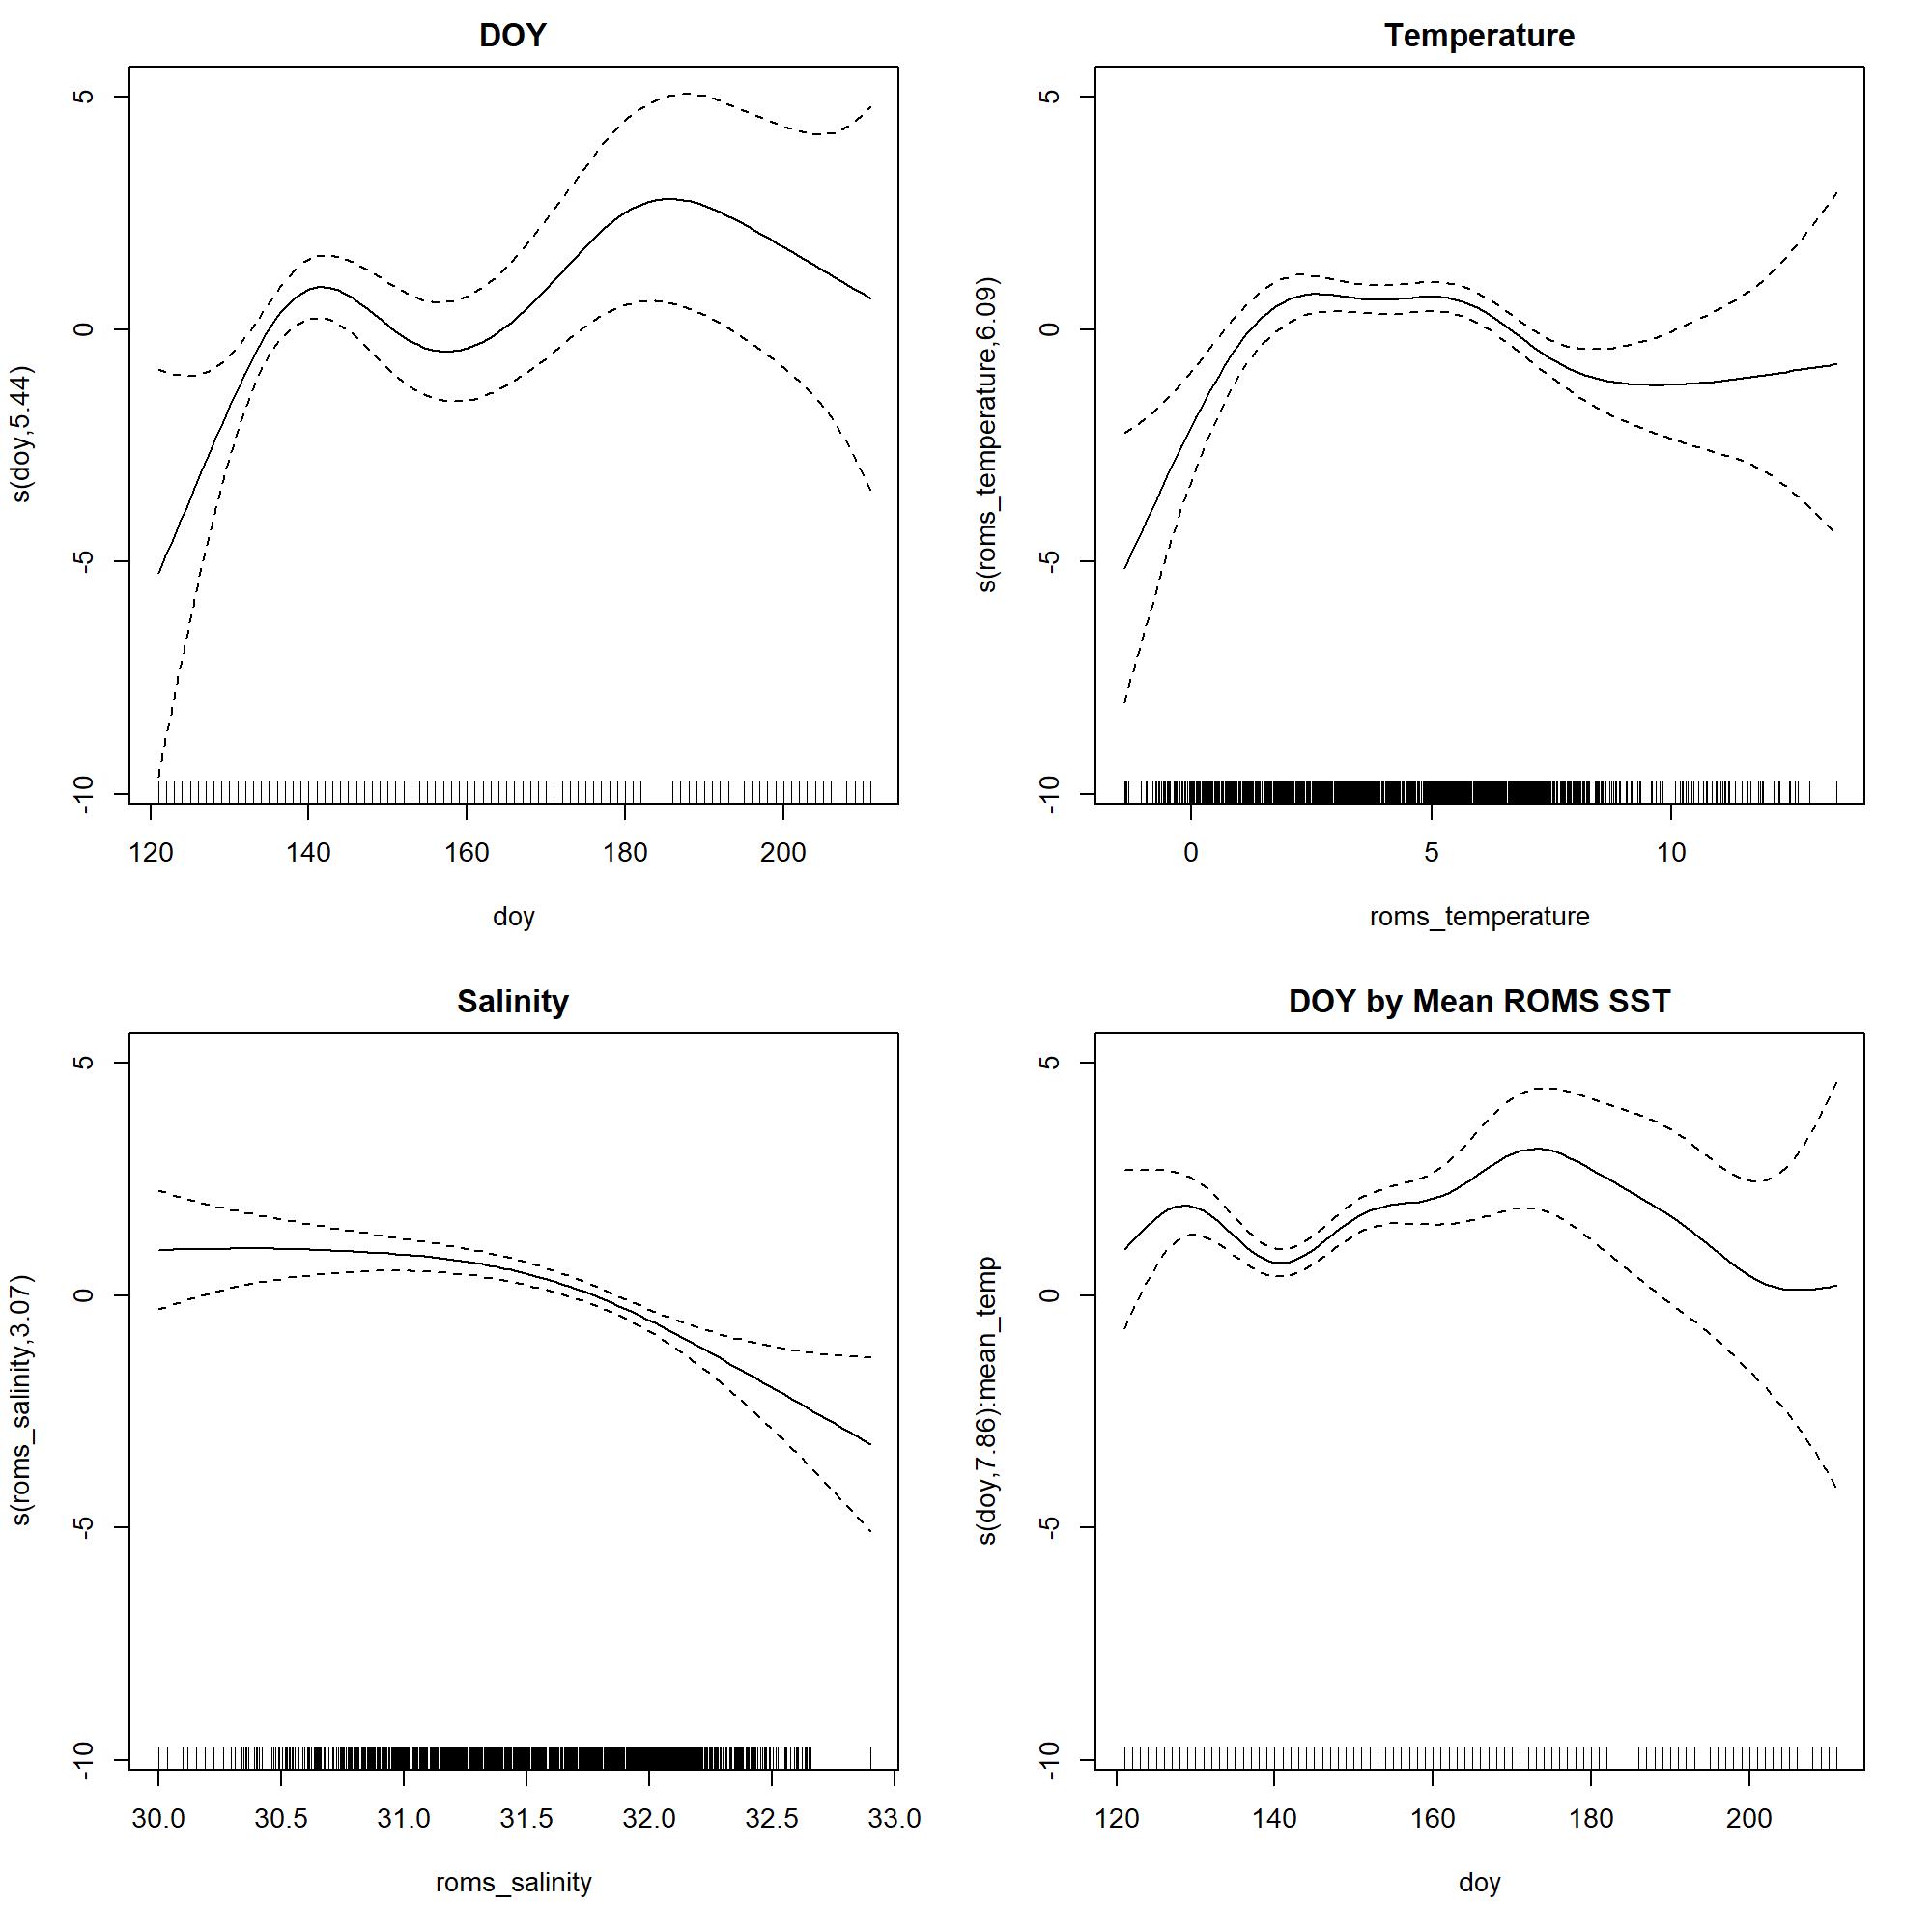 DOY
5
0
-5
-10
s(doy,5.44)
120 140 160 180 200
doy
Temperature
5
0
-5
-10
s(roms_temperature,6.09)
0 5 10
roms_temperature
Salinity
5
0
-5
-10
s(roms_salinity,3.07)
30.0 30.5 31.0 31.5 32.0 32.5 33.0
roms_salinity
DOY by Mean ROMS SST
5
0
-5
-10
s(doy,7.86):mean_temp
120 140 160 180 200
doy